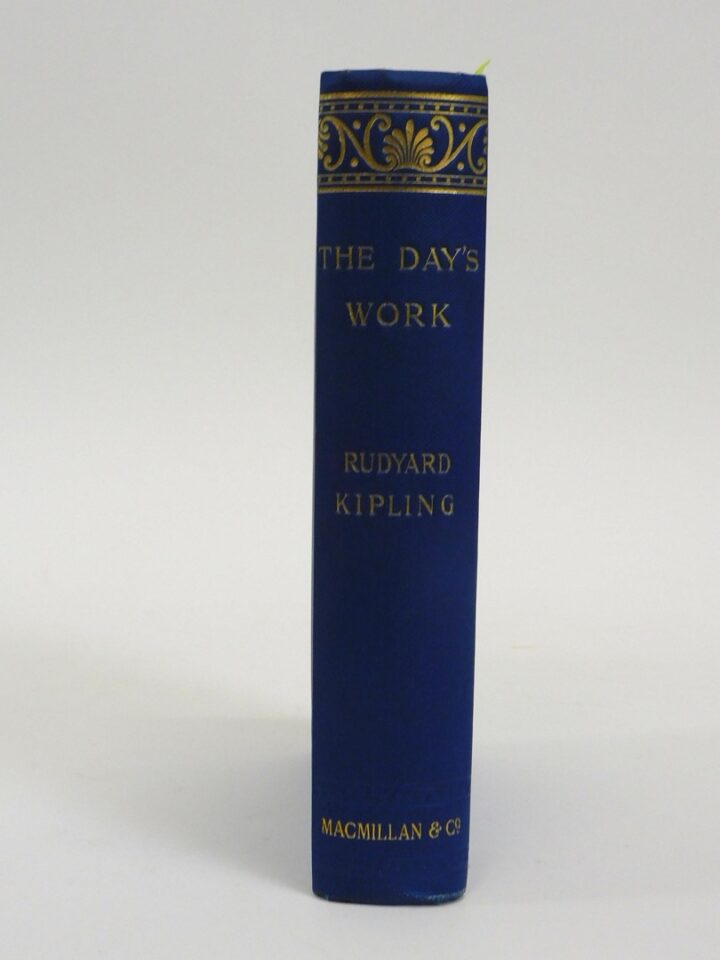 THE DAY'S
WORK
RUDYARD
KIPLING
MACMILLAN & Cº